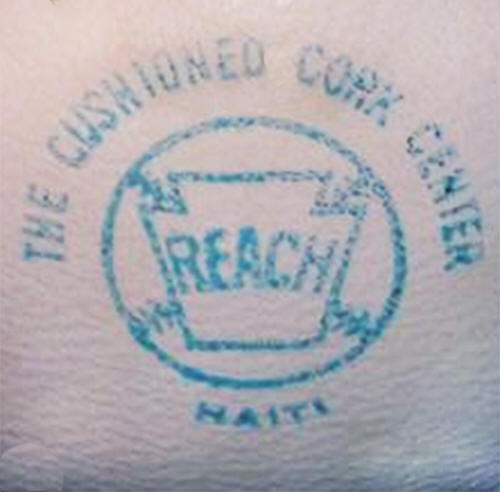 THE CUSHIONED CORK CENTER
REACH
HAITI